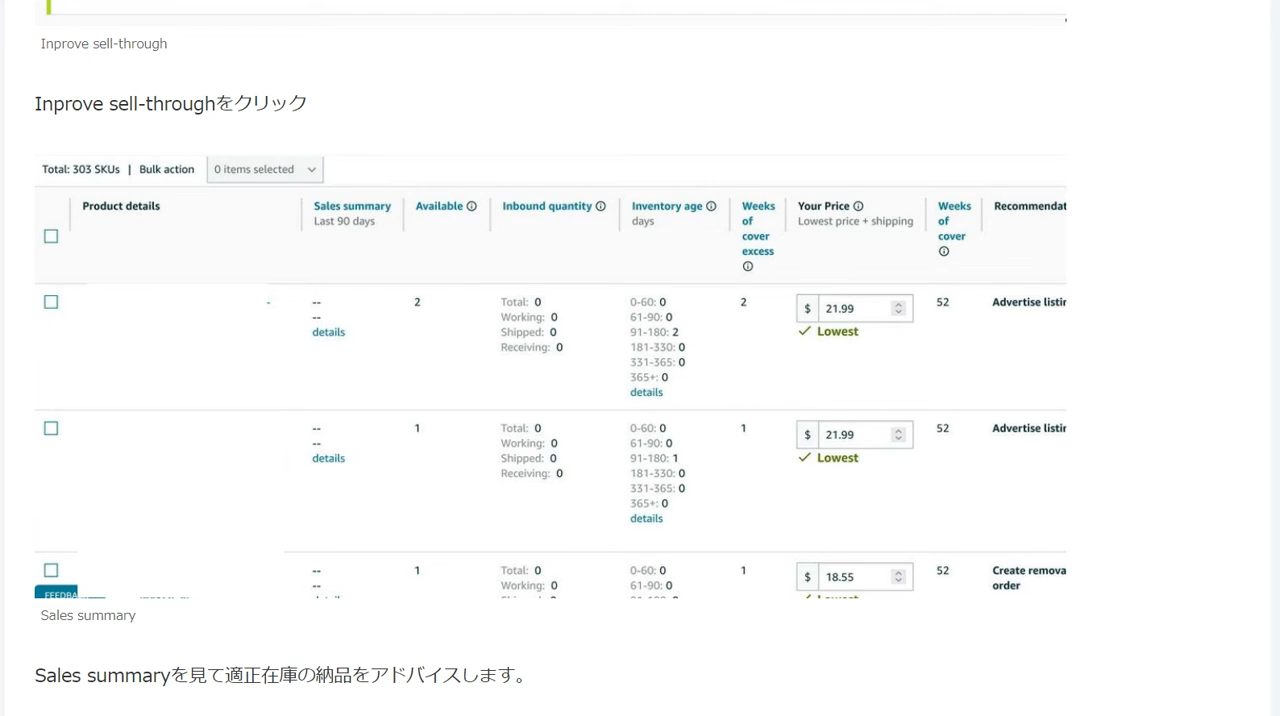 Inprove sell-through
Inprove sell-throughをクリック
Total: 303 SKUs | Bulk action 0 items selected
Product details Sales summary Available Inbound quantity Inventory age Weeks Your Price Weeks Recommendat
Last 90 days days of Lowest price + shipping of
cover cover
excess
-- 2 Total: 0 0-60: 0 2 $ 21.99 52 Advertise listin
-- Working: 0 61-90: 0
details Shipped: 0 91-180: 2 Lowest
Receiving: 0 181-330: 0
331-365: 0
365+: 0
details
-- 1 Total: 0 0-60: 0 1 $ 21.99 52 Advertise listin
-- Working: 0 61-90: 0
details Shipped: 0 91-180: 1 Lowest
Receiving: 0 181-330: 0
331-365: 0
365+: 0
details
-- 1 Total: 0 0-60: 0 1 $ 18.55 52 Create remova
-- Working: 0 61-90: 0 order
FEEDBA
Sales summary
Sales summaryを見て適正在庫の納品をアドバイスします。